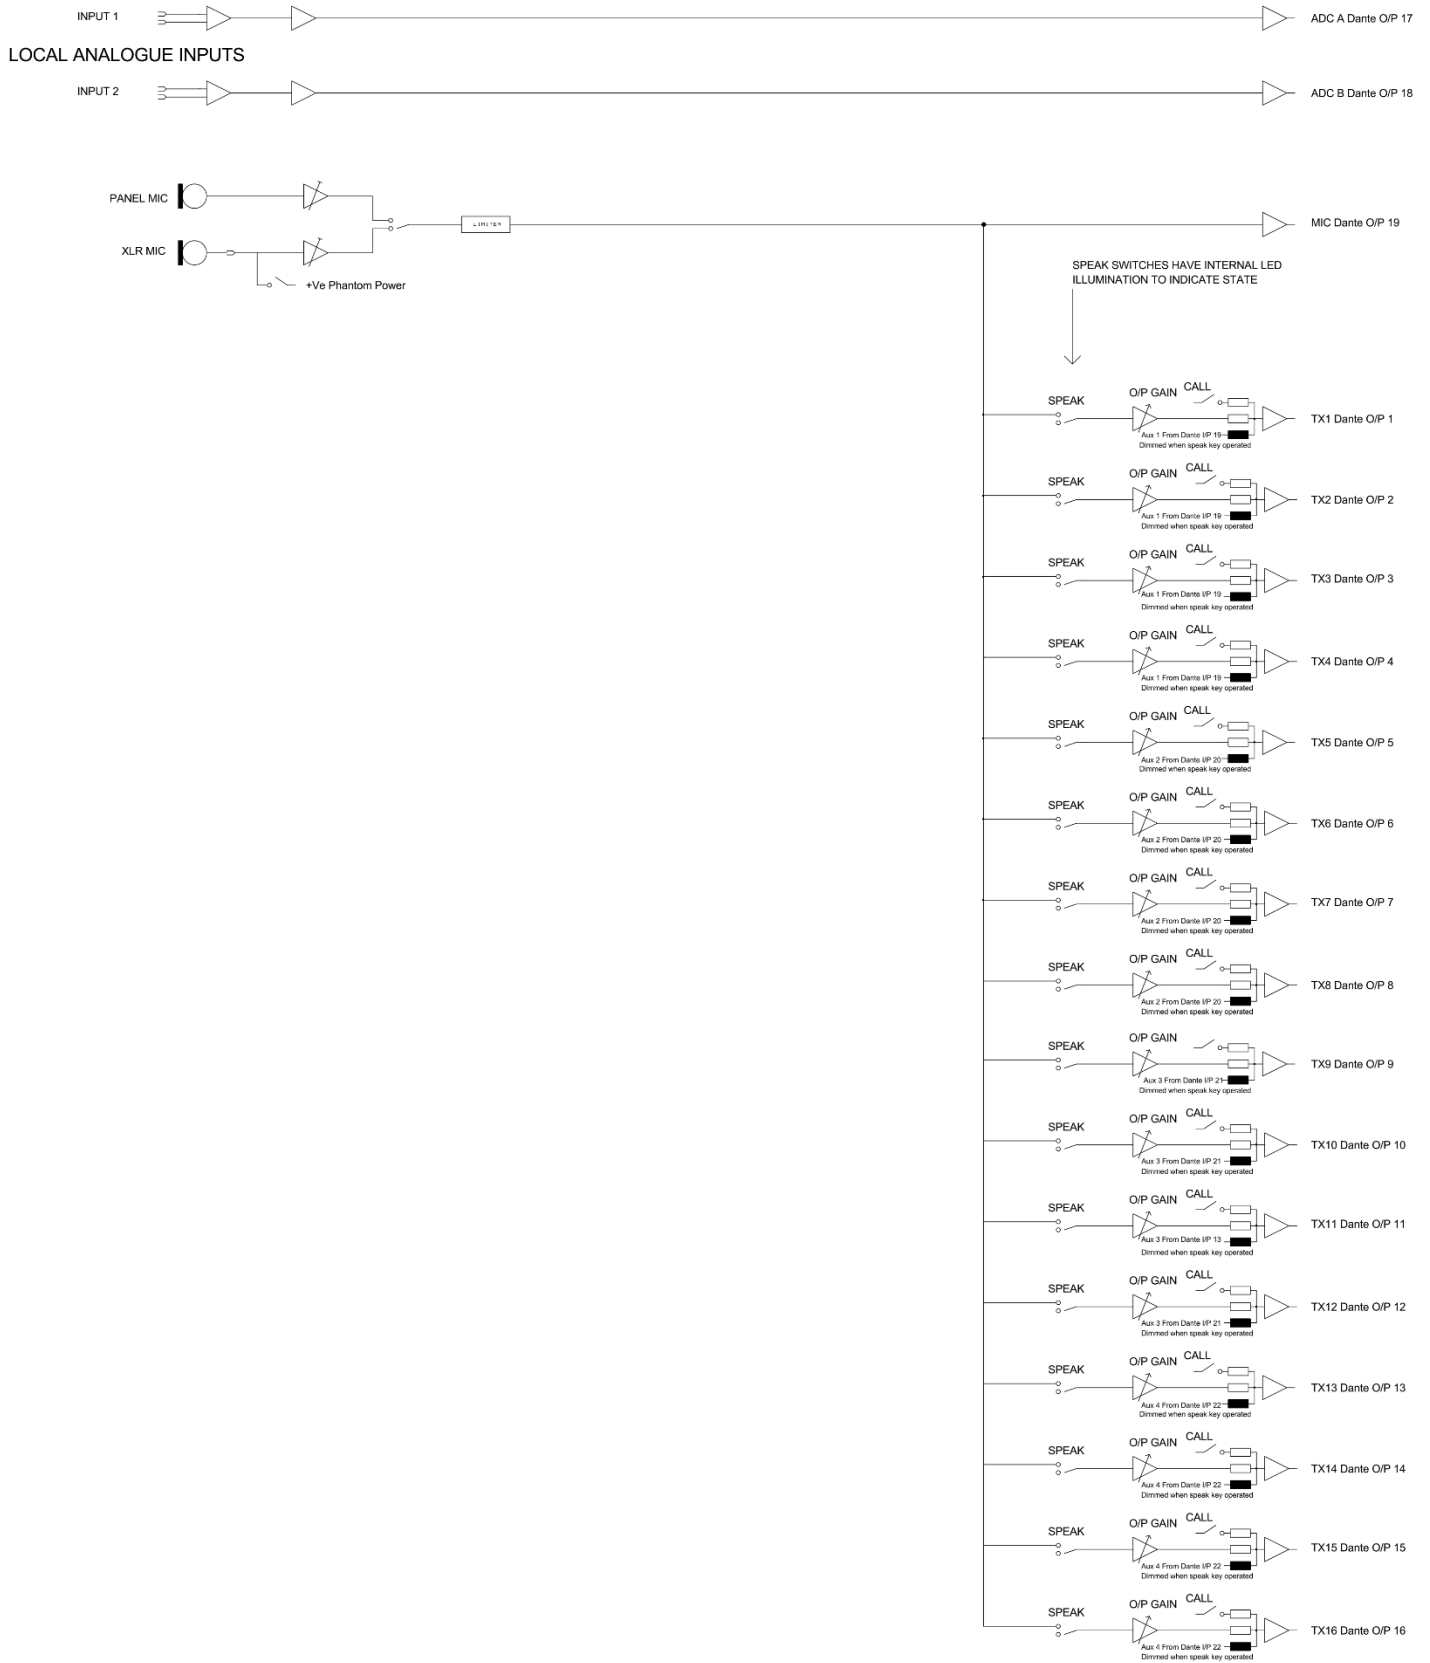 INPUT 1
ADC A Dante O/P 17
LOCAL ANALOGUE INPUTS
INPUT 2
ADC B Dante O/P 18
PANEL MIC
LIMITER
MIC Dante O/P 19
XLR MIC
+Ve Phantom Power
SPEAK SWITCHES HAVE INTERNAL LED
ILLUMINATION TO INDICATE STATE
SPEAK
O/P GAIN
CALL
TX1 Dante O/P 1
Aux 1 From Dante I/P 19
Dimmed when speak key operated
SPEAK
O/P GAIN
CALL
TX2 Dante O/P 2
Aux 1 From Dante I/P 19
Dimmed when speak key operated
SPEAK
O/P GAIN
CALL
TX3 Dante O/P 3
Aux 1 From Dante I/P 19
Dimmed when speak key operated
SPEAK
O/P GAIN
CALL
TX4 Dante O/P 4
Aux 1 From Dante I/P 19
Dimmed when speak key operated
SPEAK
O/P GAIN
CALL
TX5 Dante O/P 5
Aux 2 From Dante I/P 20
Dimmed when speak key operated
SPEAK
O/P GAIN
CALL
TX6 Dante O/P 6
Aux 2 From Dante I/P 20
Dimmed when speak key operated
SPEAK
O/P GAIN
CALL
TX7 Dante O/P 7
Aux 2 From Dante I/P 20
Dimmed when speak key operated
SPEAK
O/P GAIN
CALL
TX8 Dante O/P 8
Aux 2 From Dante I/P 20
Dimmed when speak key operated
SPEAK
O/P GAIN
TX9 Dante O/P 9
Aux 3 From Dante I/P 21
Dimmed when speak key operated
SPEAK
O/P GAIN
CALL
TX10 Dante O/P 10
Aux 3 From Dante I/P 21
Dimmed when speak key operated
SPEAK
O/P GAIN
CALL
TX11 Dante O/P 11
Aux 3 From Dante I/P 13
Dimmed when speak key operated
SPEAK
O/P GAIN
CALL
TX12 Dante O/P 12
Aux 3 From Dante I/P 21
Dimmed when speak key operated
SPEAK
O/P GAIN
CALL
TX13 Dante O/P 13
Aux 4 From Dante I/P 22
Dimmed when speak key operated
SPEAK
O/P GAIN
CALL
TX14 Dante O/P 14
Aux 4 From Dante I/P 22
Dimmed when speak key operated
SPEAK
O/P GAIN
CALL
TX15 Dante O/P 15
Aux 4 From Dante I/P 22
Dimmed when speak key operated
SPEAK
O/P GAIN
CALL
TX16 Dante O/P 16
Aux 4 From Dante I/P 22
Dimmed when speak key operated